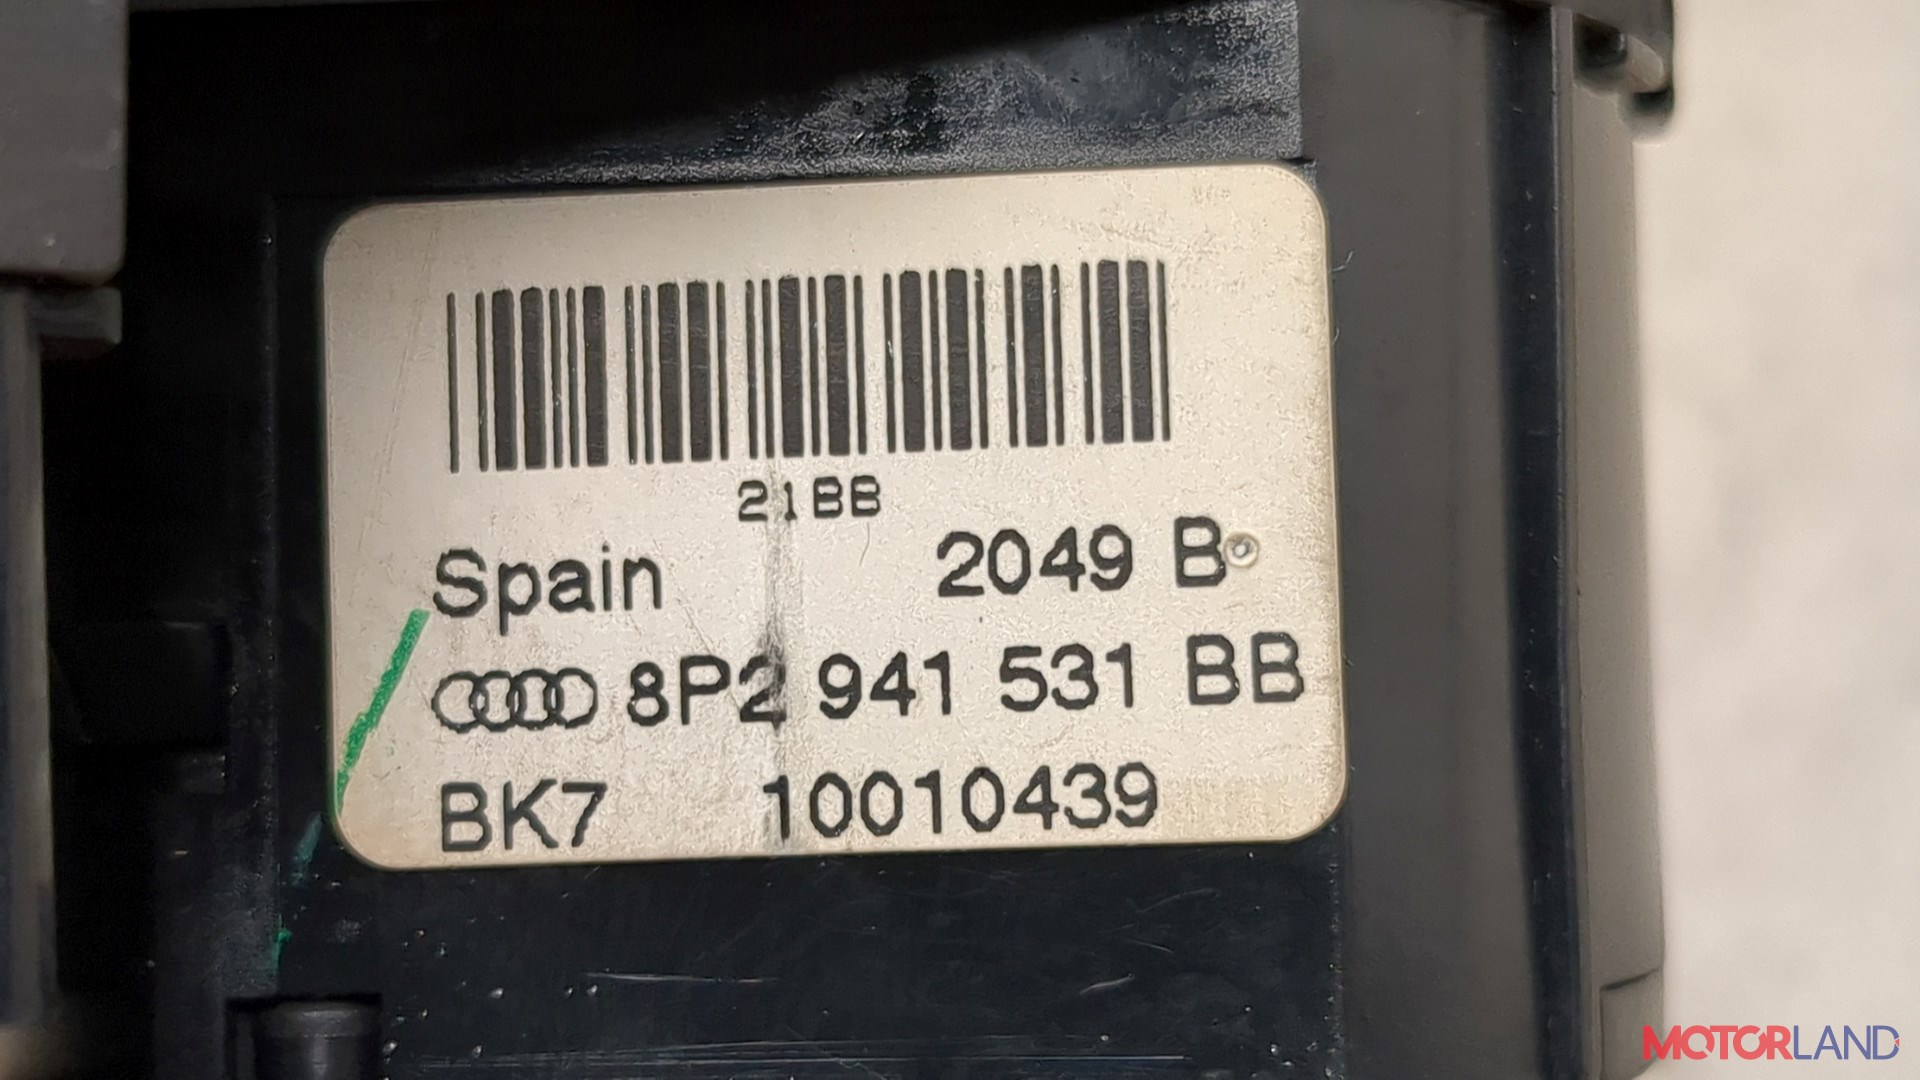 21BB
Spain 2049 B
8P2 941 531 BB
BK7 10010439
MOTORLAND